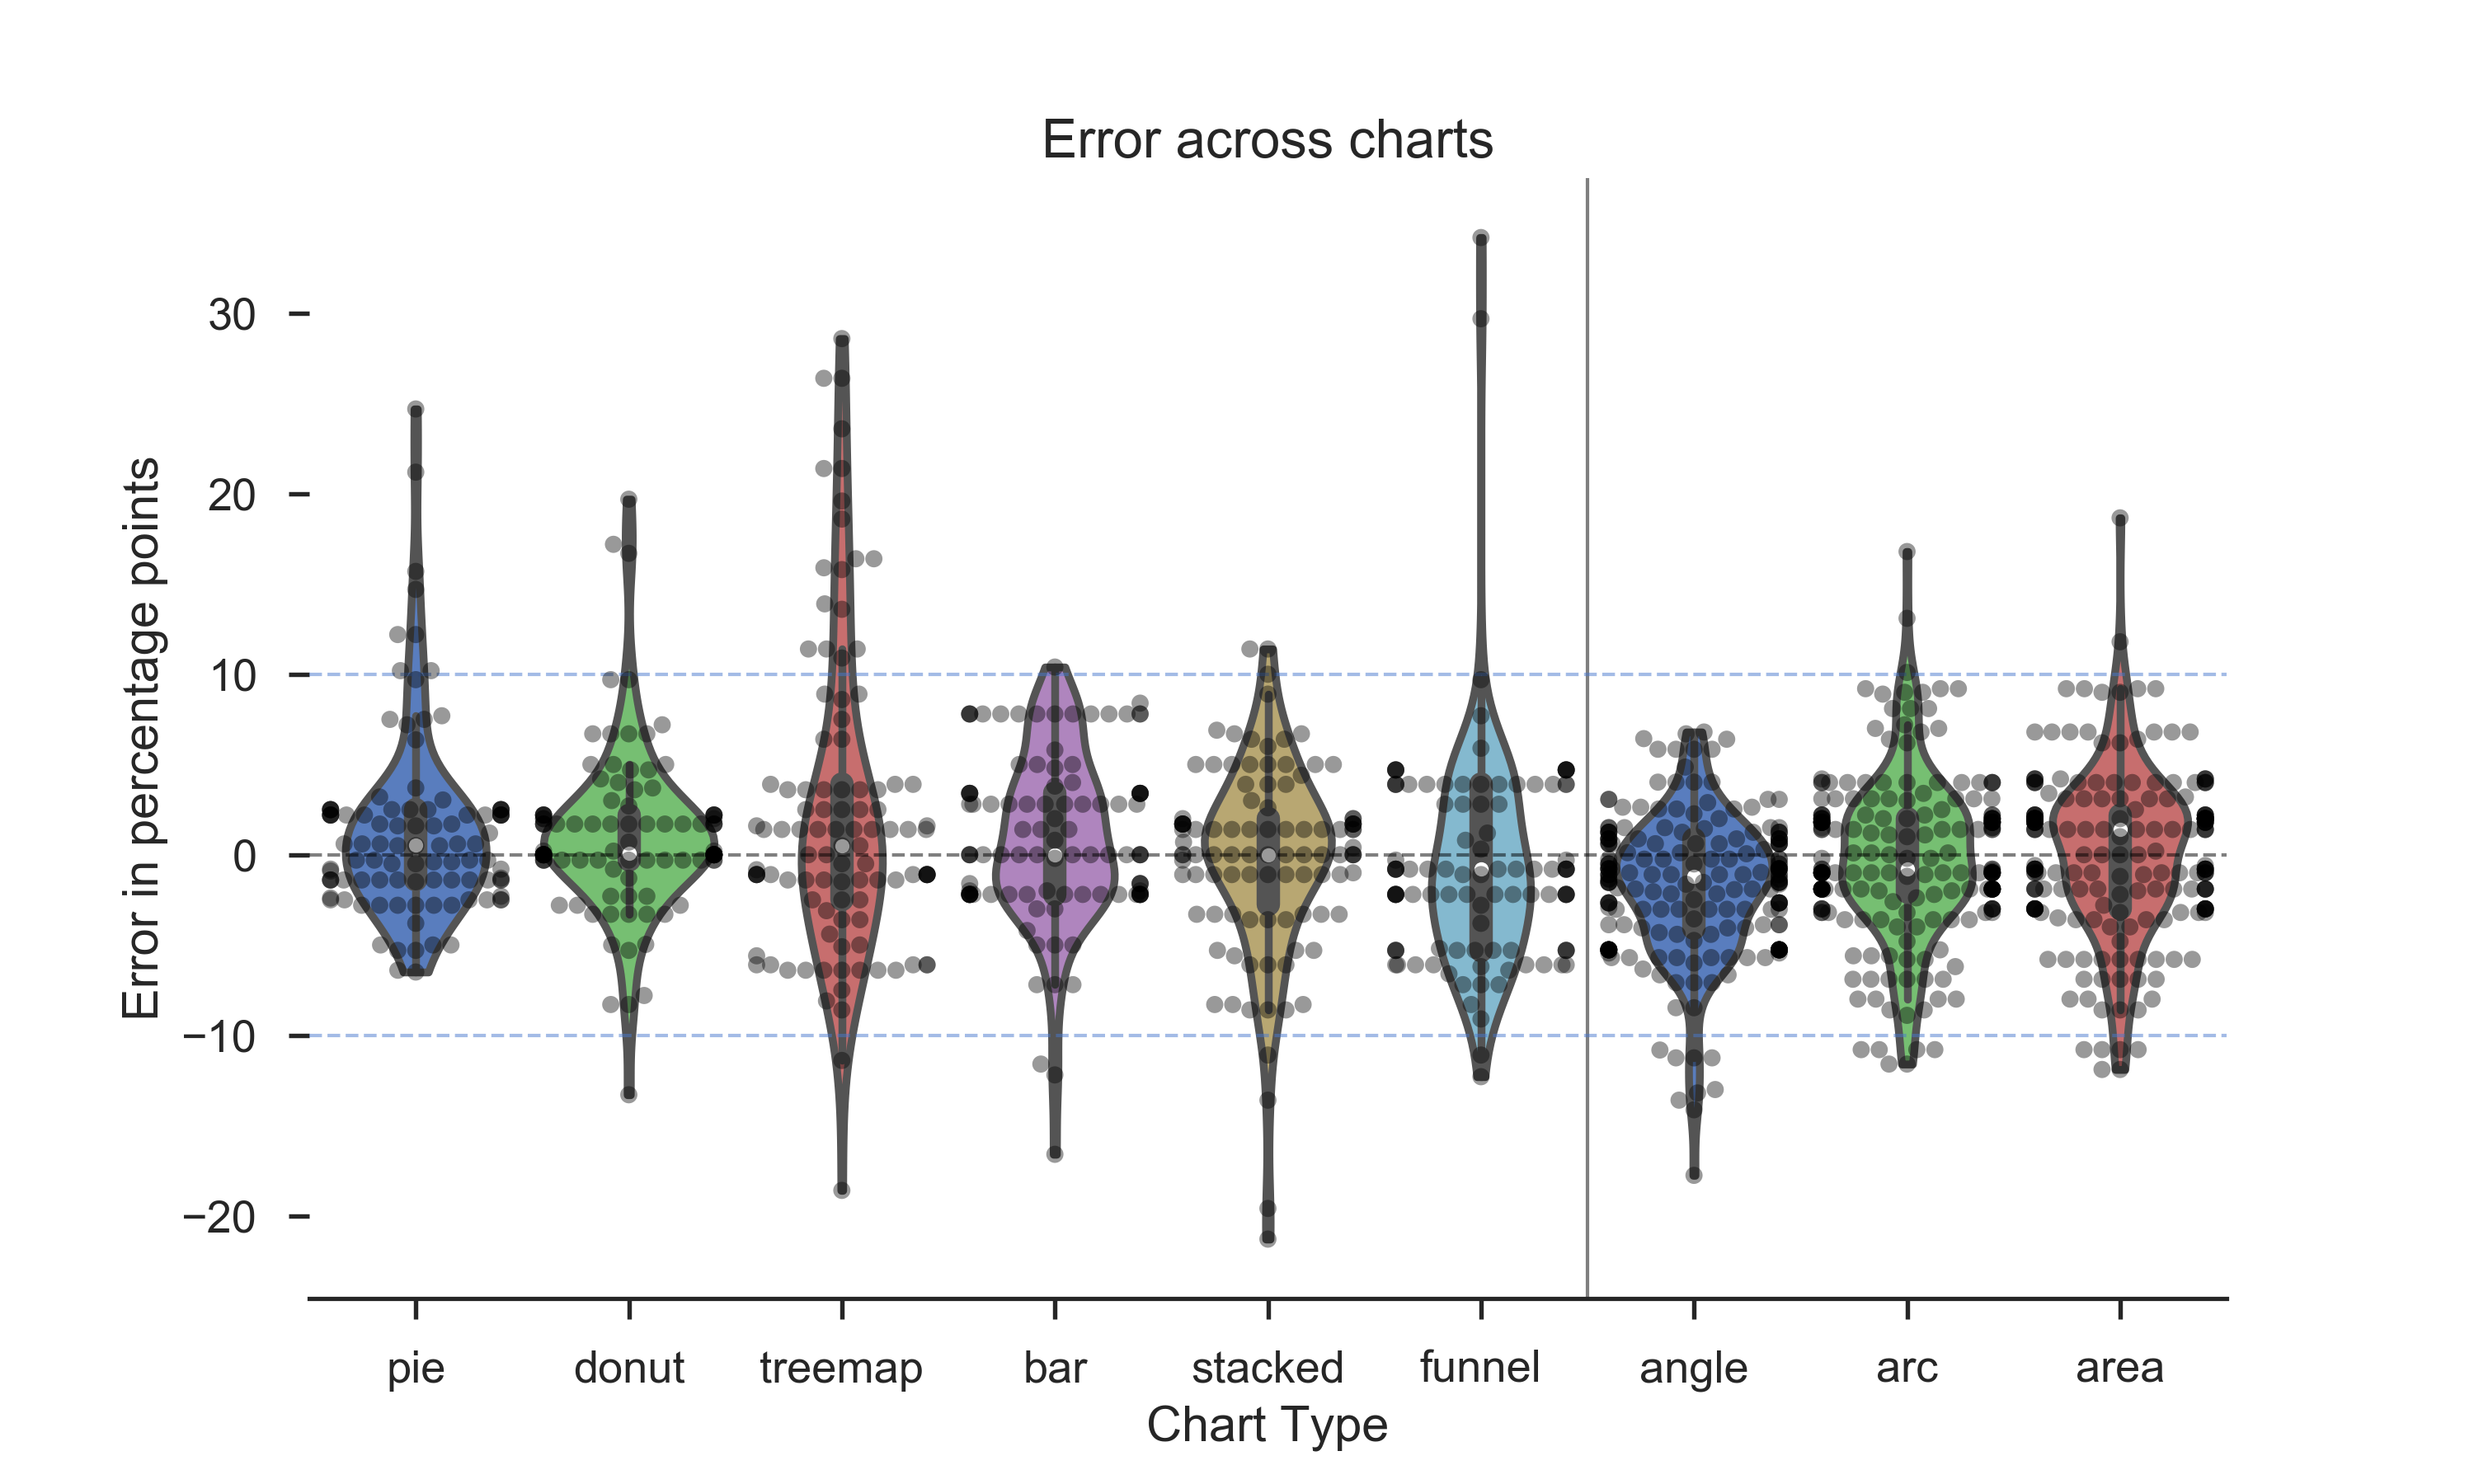 Error across charts
Error in percentage points
30
20
10
0
−10
−20
pie donut treemap bar stacked funnel angle arc area
Chart Type